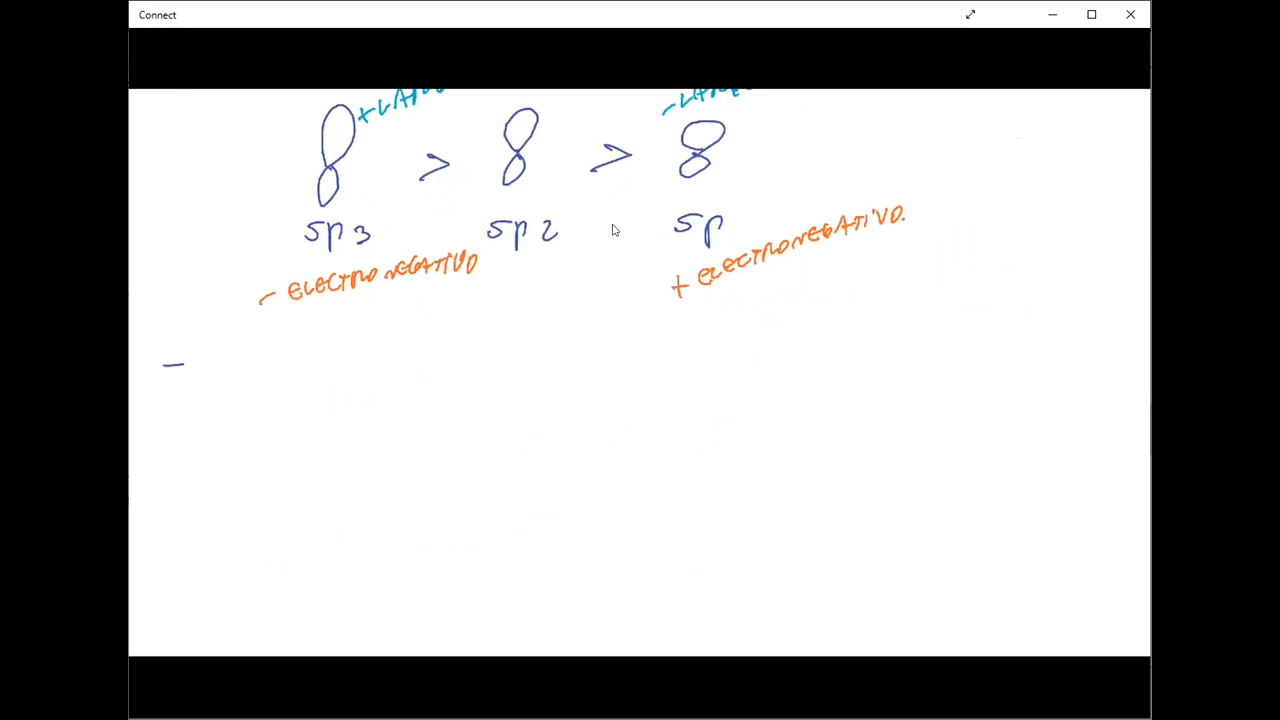 Connect
> >
sp3 sp2 sp
- ELECTRONEGATIVO + ELECTRONEGATIVO.
-